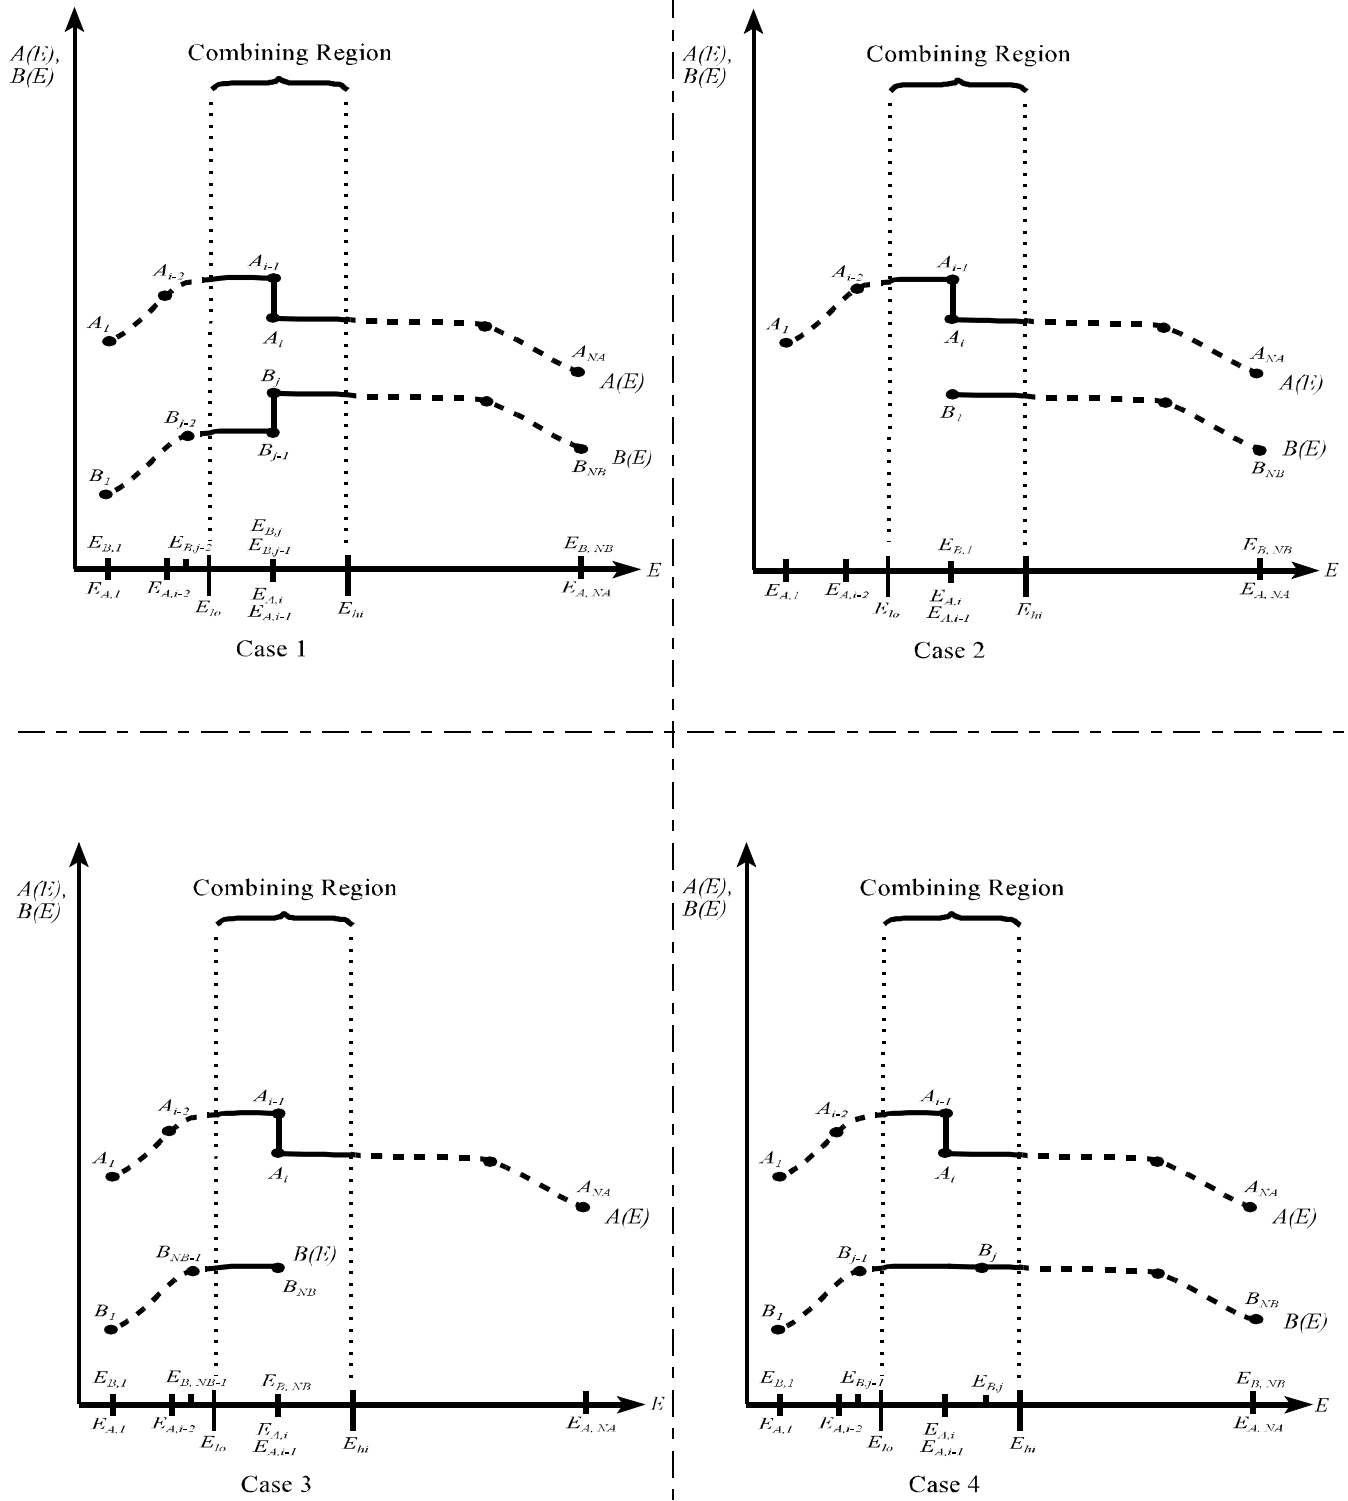 Combining Region
A(E),
B(E)
A_{i-1}
A_{i-2}
A_1
A_i
A_{NA}
A(E)
B_j
B_{j-2}
B_{j-1}
B(E)
B_{NB}
B_1
E_{B,j}
E_{B,1} E_{B,j-2} E_{B,j-1} E_{B, NB}
E
E_{A,1} E_{A,i-2} E_{lo} E_{A,i} E_{hi} E_{A, NA}
E_{A,i-1}
Case 1
Combining Region
A(E),
B(E)
A_{i-1}
A_{i-2}
A_1
A_i
A_{NA}
A(E)
B_1
B(E)
B_{NB}
E_{B,1} E_{B, NB}
E
E_{A,1} E_{A,i-2} E_{lo} E_{A,i} E_{hi} E_{A, NA}
E_{A,i-1}
Case 2
Combining Region
A(E),
B(E)
A_{i-1}
A_{i-2}
A_1
A_i
A_{NA}
A(E)
B_{NB-1} B(E)
B_{NB}
B_1
E_{B,1} E_{B, NB-1} E_{B, NB}
E
E_{A,1} E_{A,i-2} E_{lo} E_{A,i} E_{hi} E_{A, NA}
E_{A,i-1}
Case 3
Combining Region
A(E),
B(E)
A_{i-1}
A_{i-2}
A_1
A_i
A_{NA}
A(E)
B_{j-1} B_j
B_{NB}
B_1
B(E)
E_{B,1} E_{B,j-1} E_{B,j} E_{B, NB}
E
E_{A,1} E_{A,i-2} E_{lo} E_{A,i} E_{hi} E_{A, NA}
E_{A,i-1}
Case 4